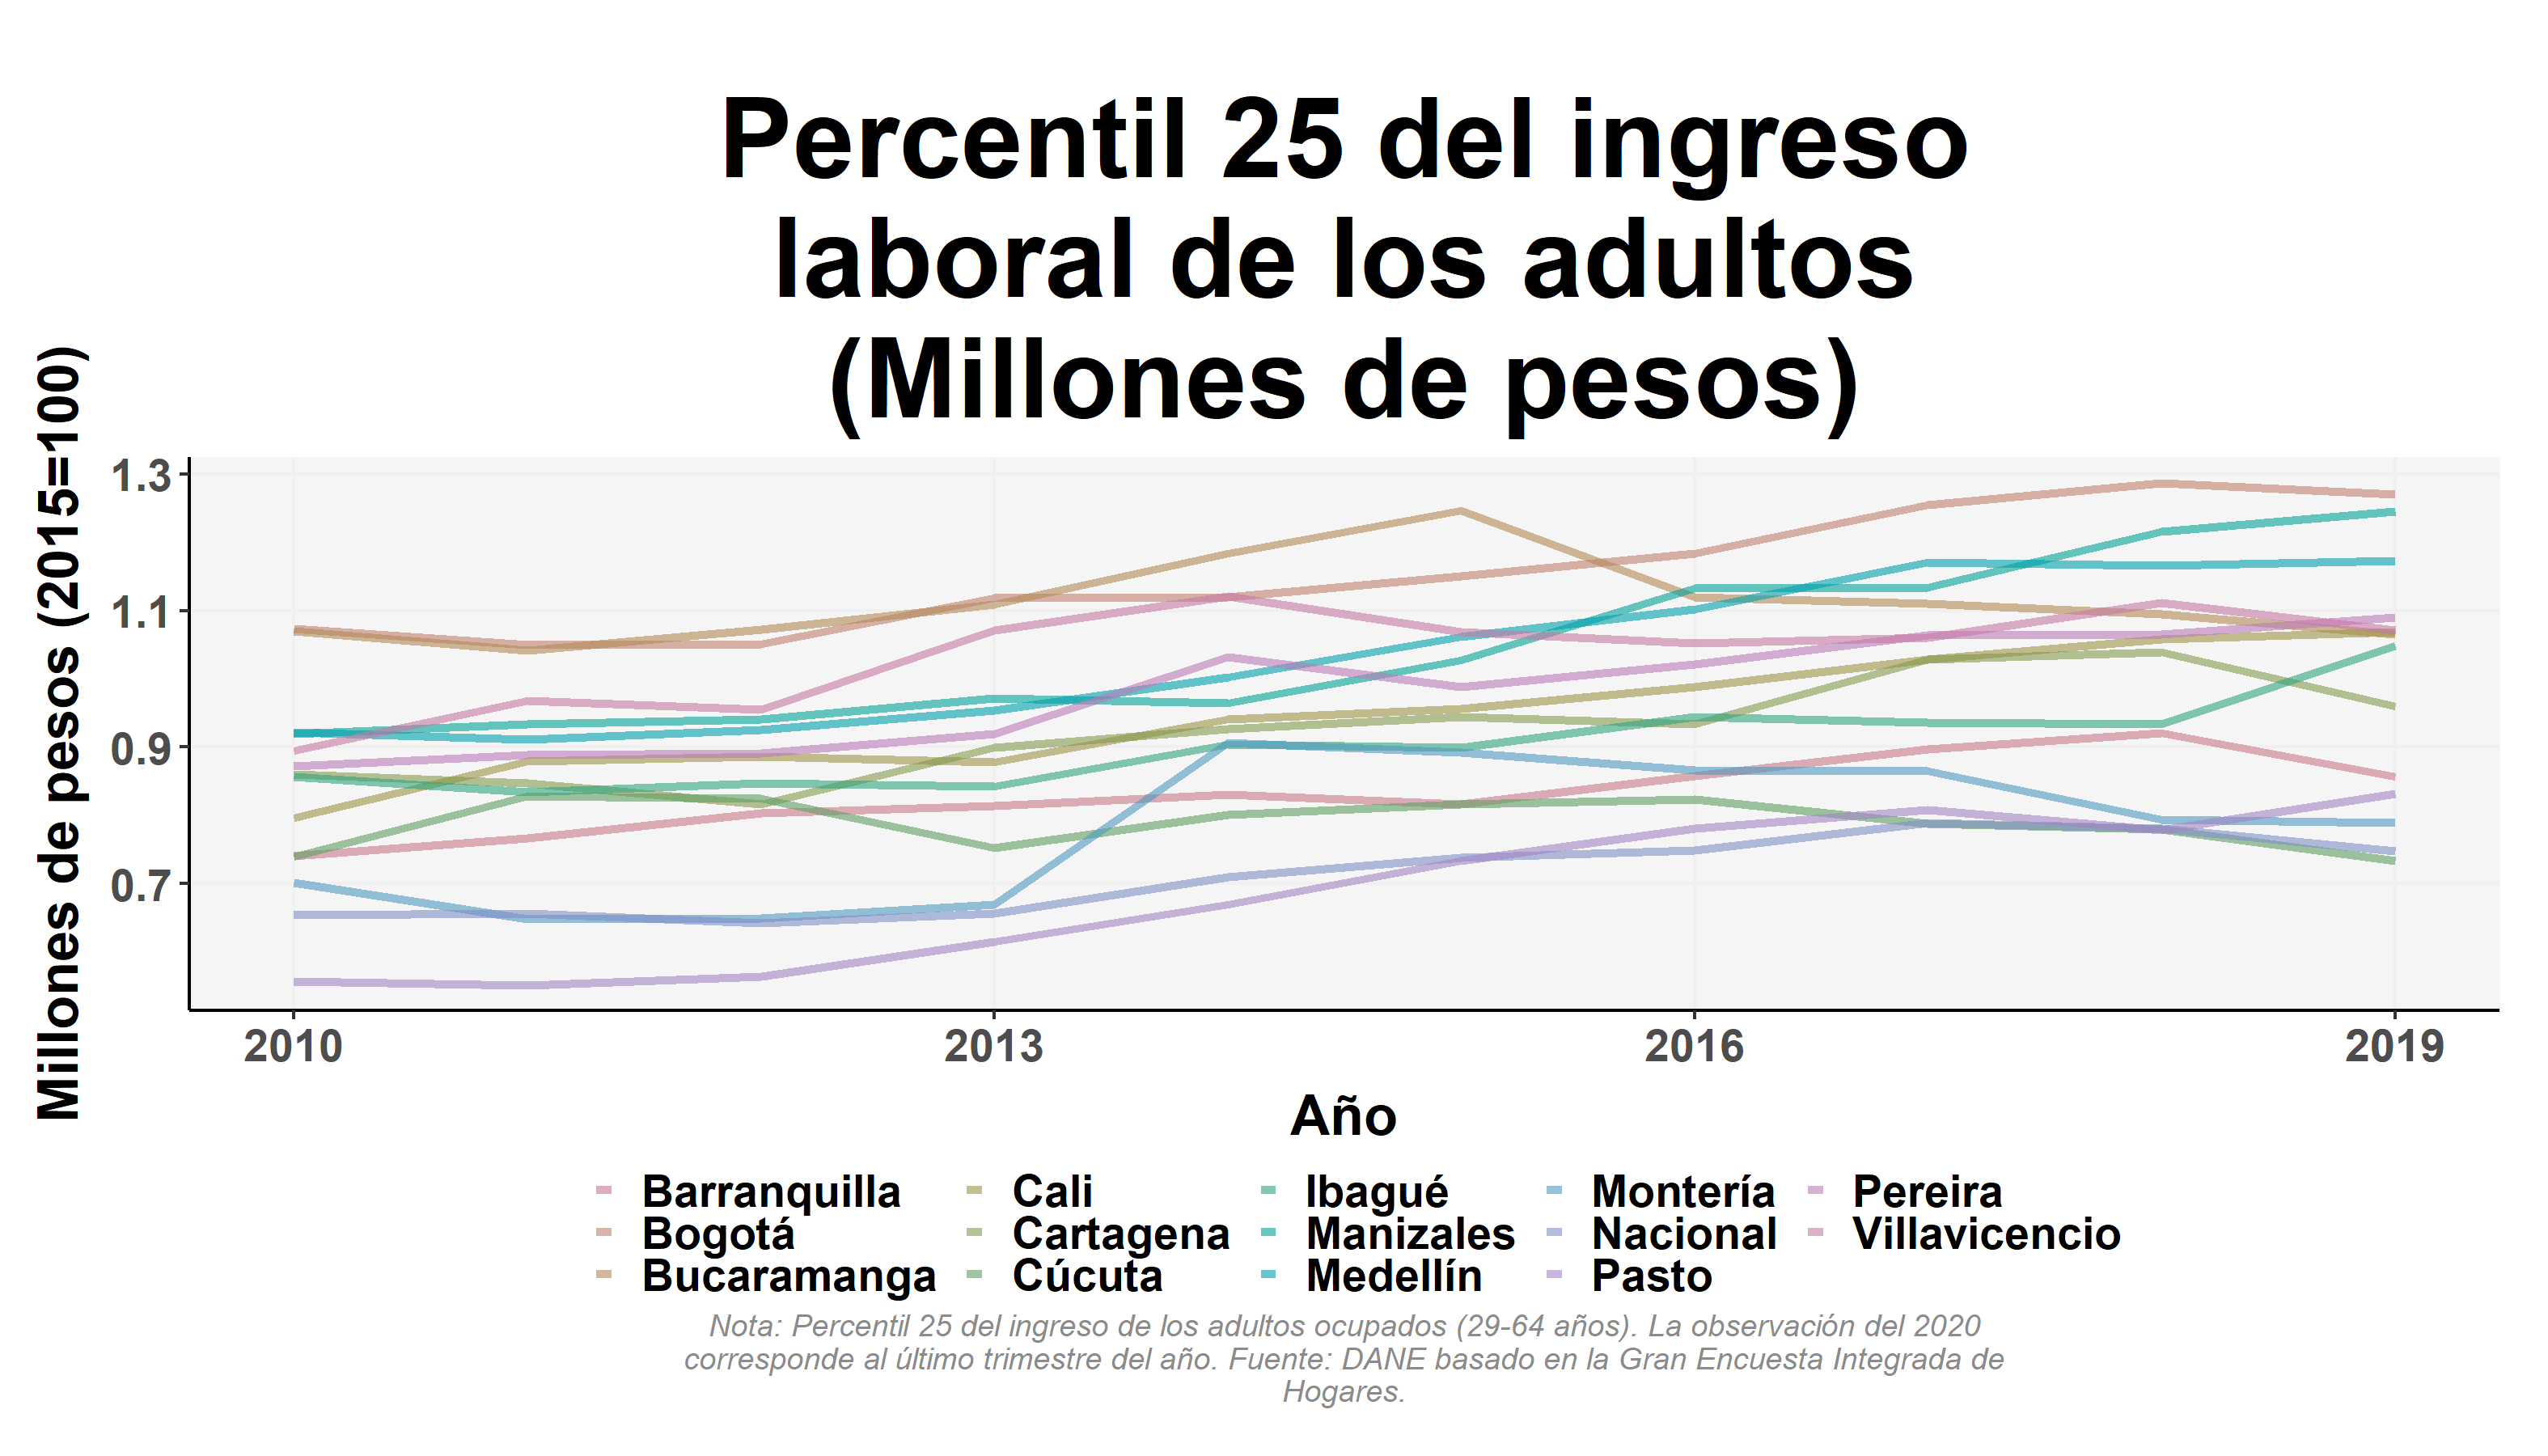 Percentil 25 del ingreso
laboral de los adultos
(Millones de pesos)
Millones de pesos (2015=100)
1.3
1.1
0.9
0.7
2010
2013
2016
2019
Año
Barranquilla
Bogotá
Bucaramanga
Cali
Cartagena
Cúcuta
Ibagué
Manizales
Medellín
Montería
Nacional
Pasto
Pereira
Villavicencio
Nota: Percentil 25 del ingreso de los adultos ocupados (29-64 años). La observación del 2020
corresponde al último trimestre del año. Fuente: DANE basado en la Gran Encuesta Integrada de
Hogares.